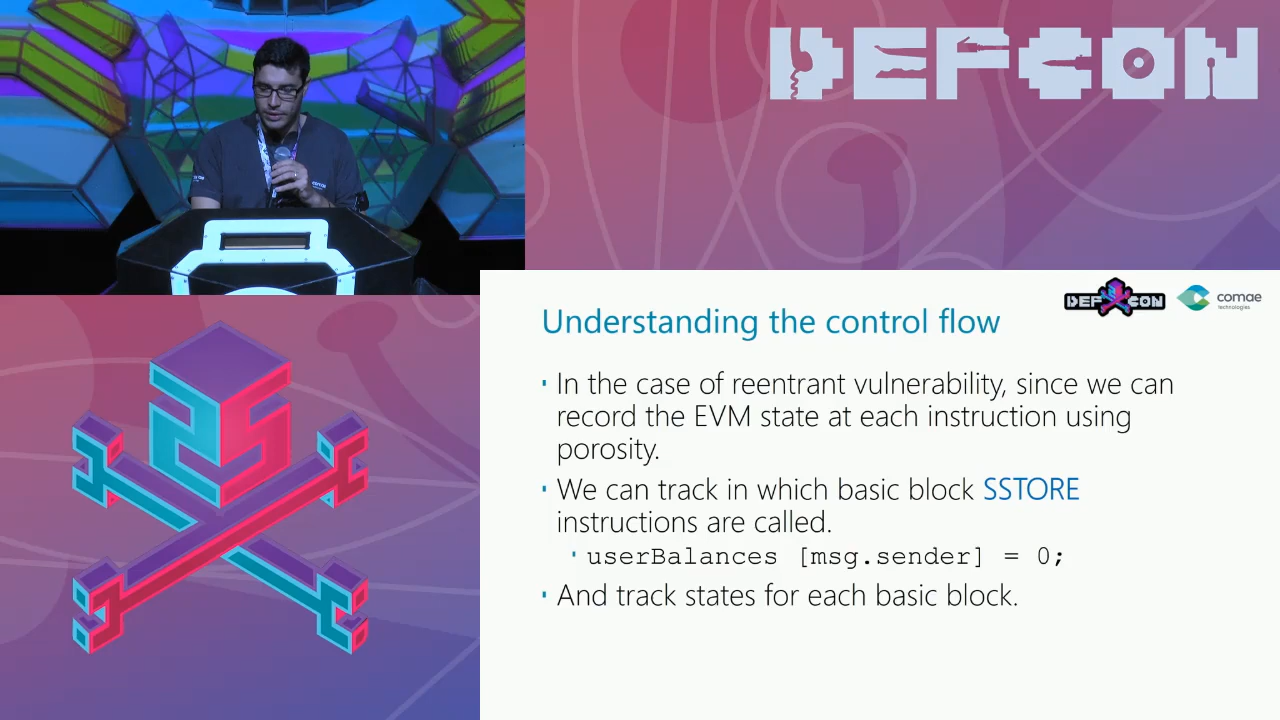 DEFCON
DEF CON
comae
technologies
Understanding the control flow
In the case of reentrant vulnerability, since we can
record the EVM state at each instruction using
porosity.
We can track in which basic block SSTORE
instructions are called.
userBalances [msg.sender] = 0;
And track states for each basic block.